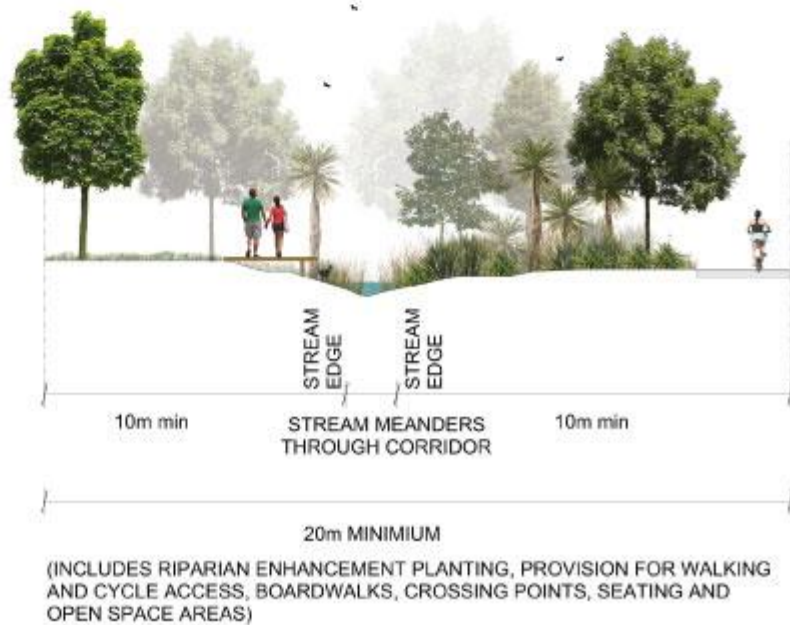 STREAM
EDGE
STREAM
EDGE
10m min
STREAM MEANDERS
THROUGH CORRIDOR
10m min
20m MINIMIUM
(INCLUDES RIPARIAN ENHANCEMENT PLANTING, PROVISION FOR WALKING
AND CYCLE ACCESS, BOARDWALKS, CROSSING POINTS, SEATING AND
OPEN SPACE AREAS)